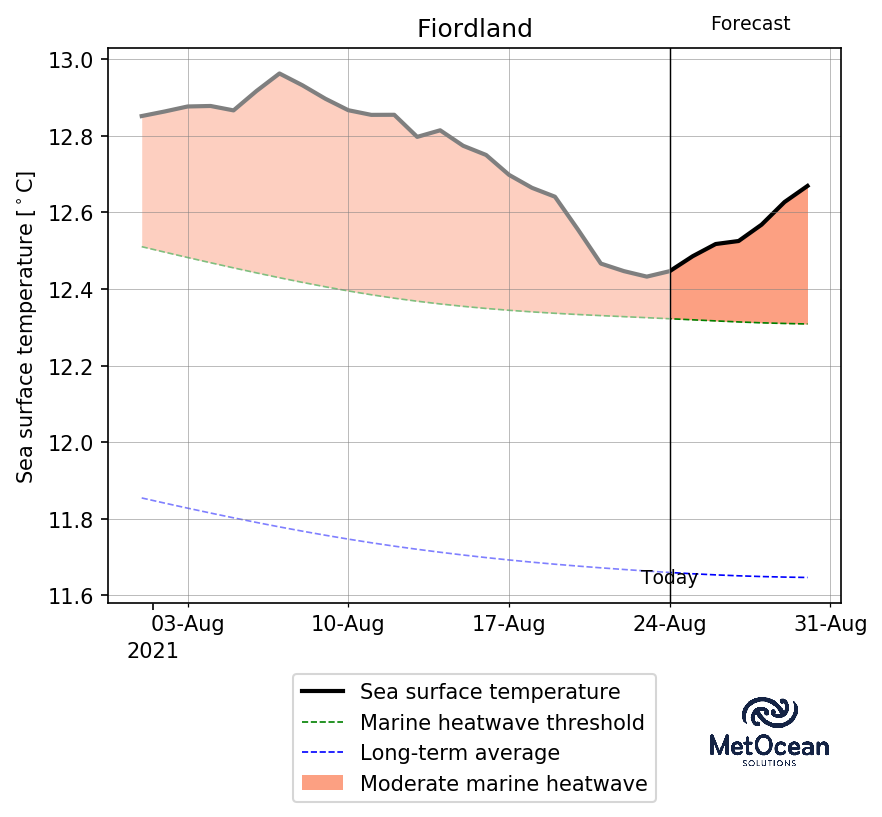 Fiordland
Forecast
Sea surface temperature [°C]
13.0
12.8
12.6
12.4
12.2
12.0
11.8
11.6
Today
03-Aug 10-Aug 17-Aug 24-Aug 31-Aug
2021
Sea surface temperature
Marine heatwave threshold
Long-term average
Moderate marine heatwave
MetOcean
SOLUTIONS